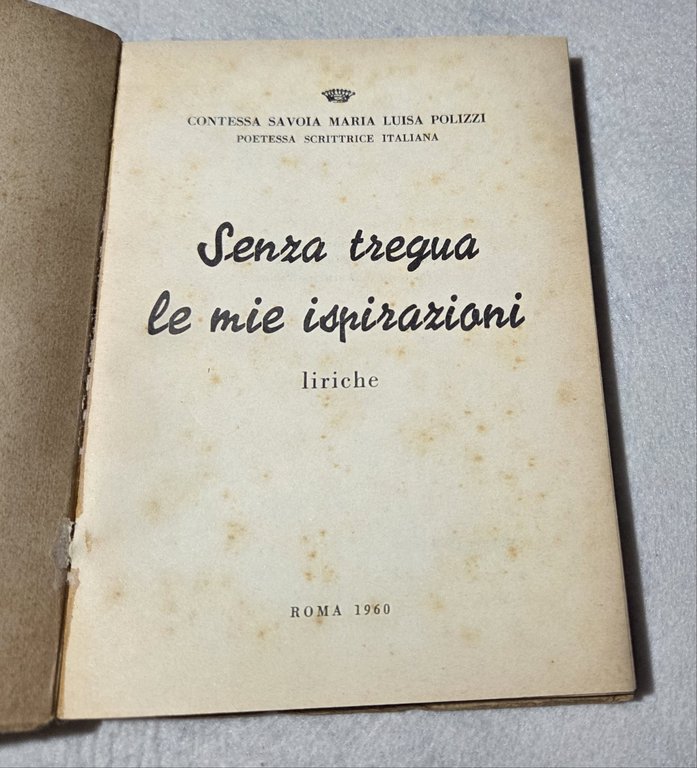 CONTESSA SAVOIA MARIA LUISA POLIZZI
POETESSA SCRITTRICE ITALIANA
Senza tregua
le mie ispirazioni
liriche
ROMA 1960